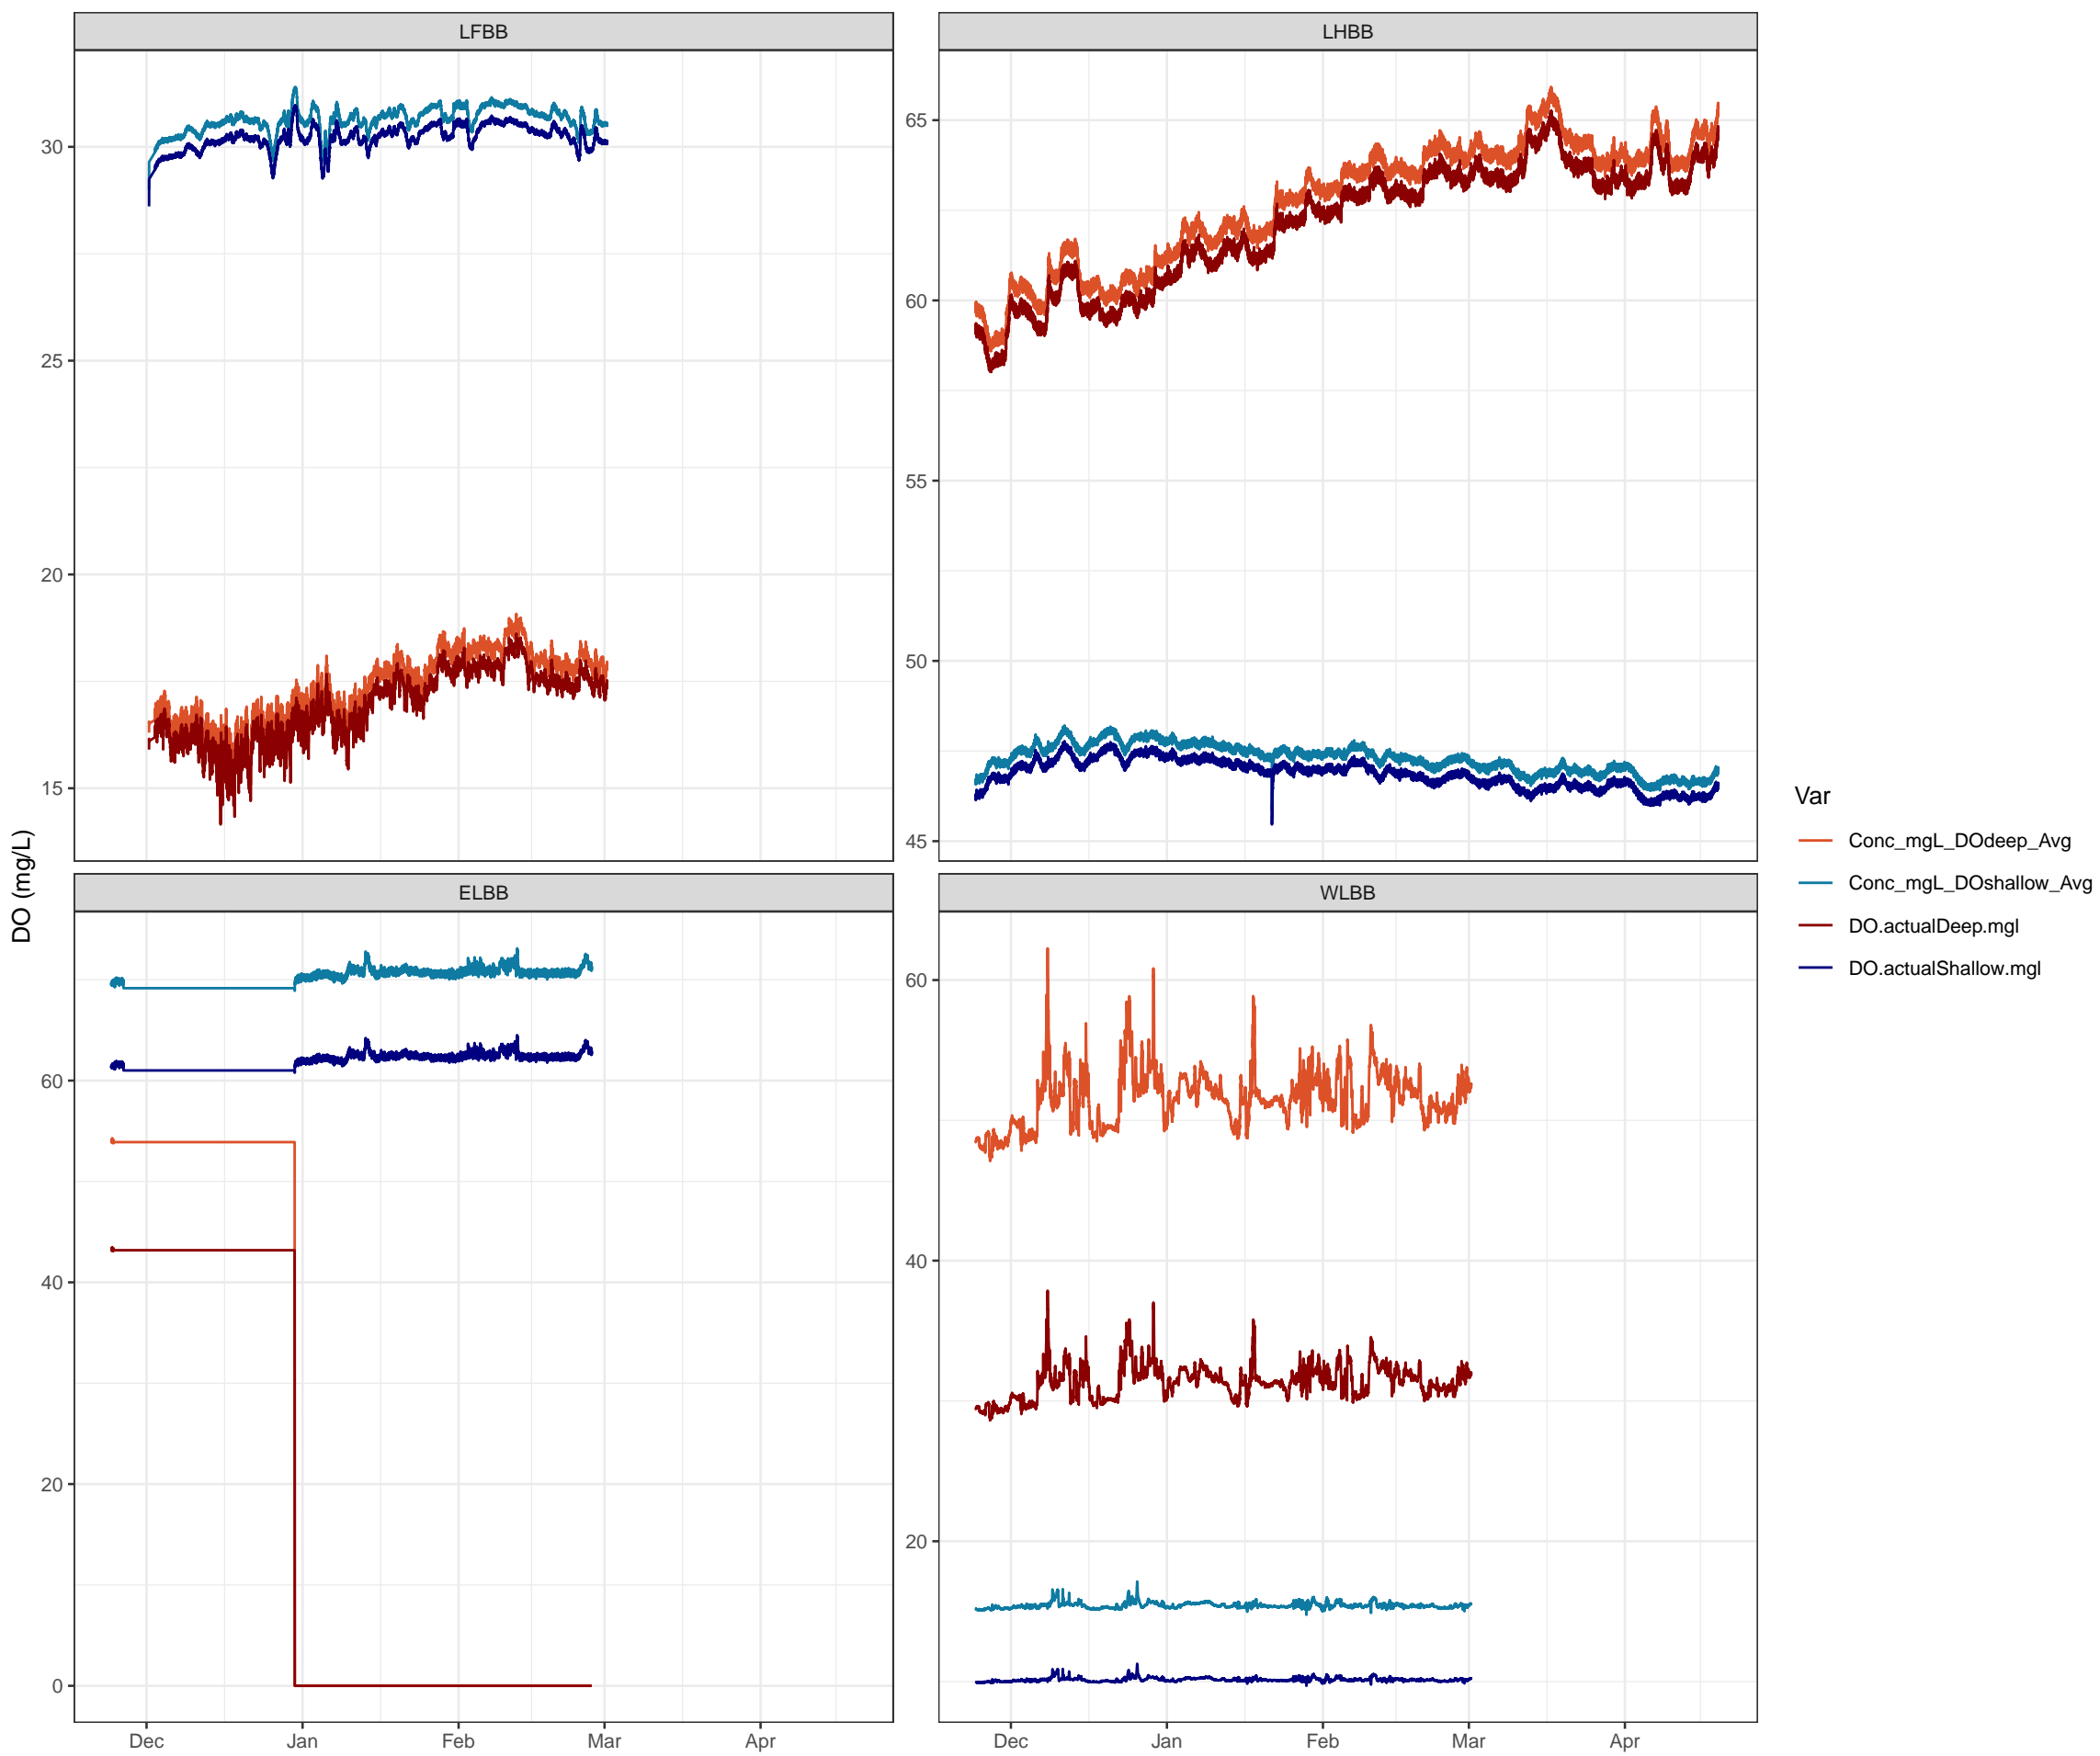 LFBB
LHBB
30
25
20
15
65
60
55
50
45
ELBB
WLBB
60
40
20
0
60
40
20
Dec Jan Feb Mar Apr
Dec Jan Feb Mar Apr
DO (mg/L)
Var
Conc_mgL_DOdeep_Avg
Conc_mgL_DOshallow_Avg
DO.actualDeep.mgl
DO.actualShallow.mgl